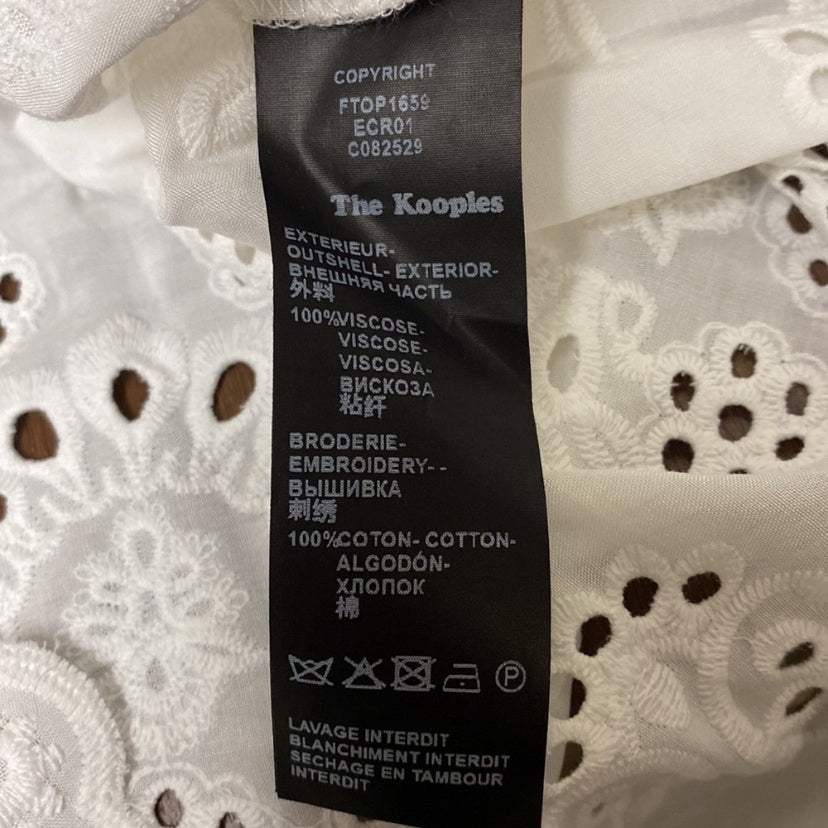 COPYRIGHT
FTOP1659
ECR01
C082529
The Kooples
EXTERIEUR-
OUTSHELL- EXTERIOR-
ВНЕШНЯЯ ЧАСТЬ
外料
100%VISCOSE-
VISCOSE-
VISCOSA-
ВИСКОЗА
粘纤
BRODERIE-
EMBROIDERY--
ВЫШИВКА
刺绣
100%COTON- COTTON-
ALGODÓN-
ХЛОПОК
棉
P
LAVAGE INTERDIT
BLANCHIMENT INTERDIT
SECHAGE EN TAMBOUR
INTERDIT